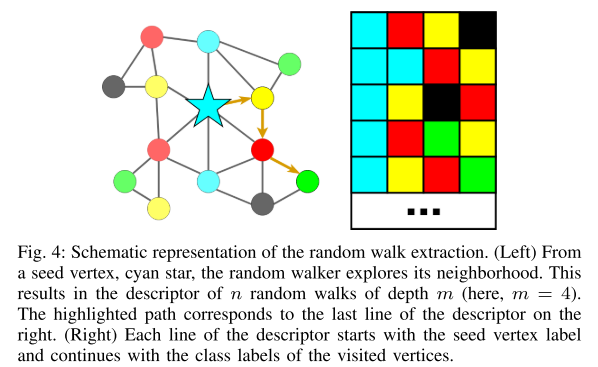 ...
Fig. 4: Schematic representation of the random walk extraction. (Left) From
a seed vertex, cyan star, the random walker explores its neighborhood. This
results in the descriptor of n random walks of depth m (here, m = 4).
The highlighted path corresponds to the last line of the descriptor on the
right. (Right) Each line of the descriptor starts with the seed vertex label
and continues with the class labels of the visited vertices.